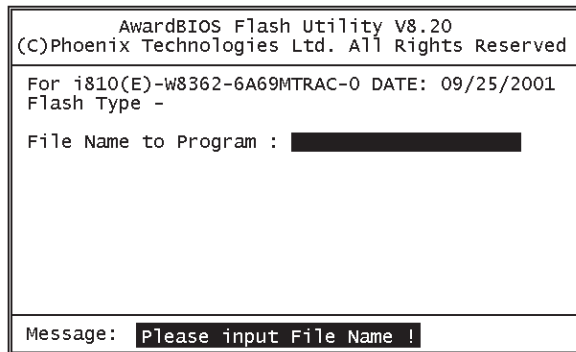 AwardBIOS Flash Utility V8.20
(C)Phoenix Technologies Ltd. All Rights Reserved
For i810(E)-W8362-6A69MTRAC-0 DATE: 09/25/2001
Flash Type -
File Name to Program :
Message: Please input File Name !